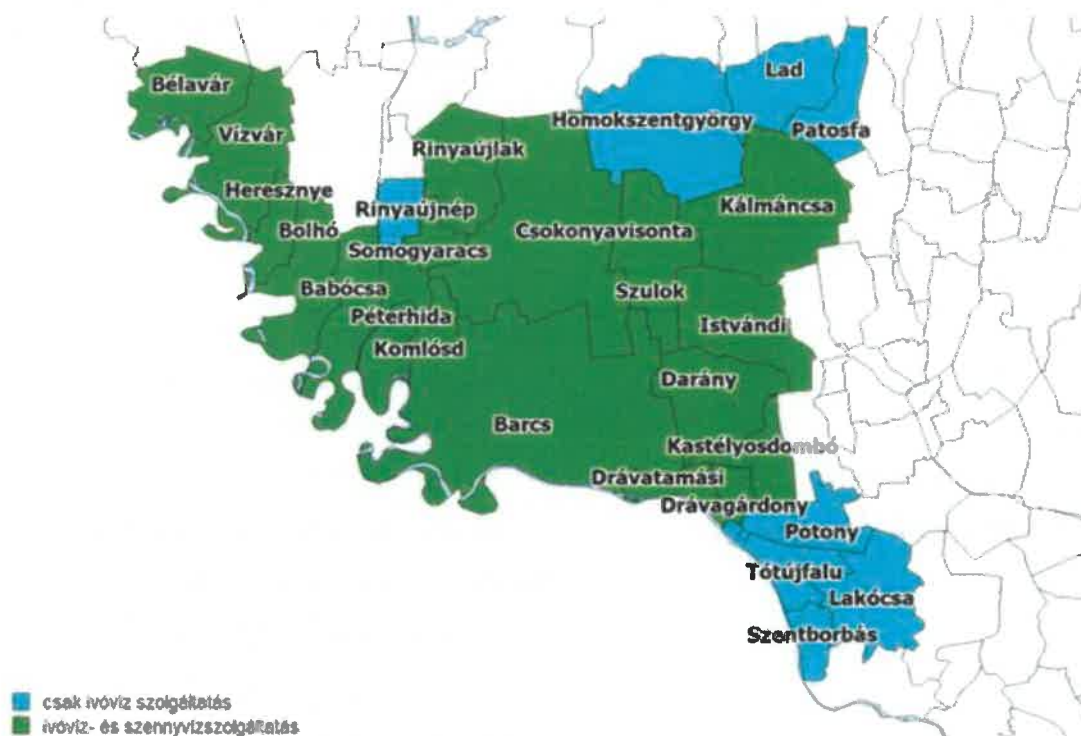 Lad
Bélavár
Homokszentgyörgy
Patosfa
Vízvár
Rinyaújlak
Heresznye
Kálmáncsa
Rinyaújnép
Bolhó
Csokonyavisonta
Somogyaracs
Babócsa
Szulok
Péterhida
Istvándi
Komlósd
Darány
Barcs
Kastélyosdombó
Drávatamási
Drávagárdony
Potony
Tótújfalu
Lakócsa
Szentborbás
csak ivóvíz szolgáltatás
ivóvíz- és szennyvízszolgáltatás